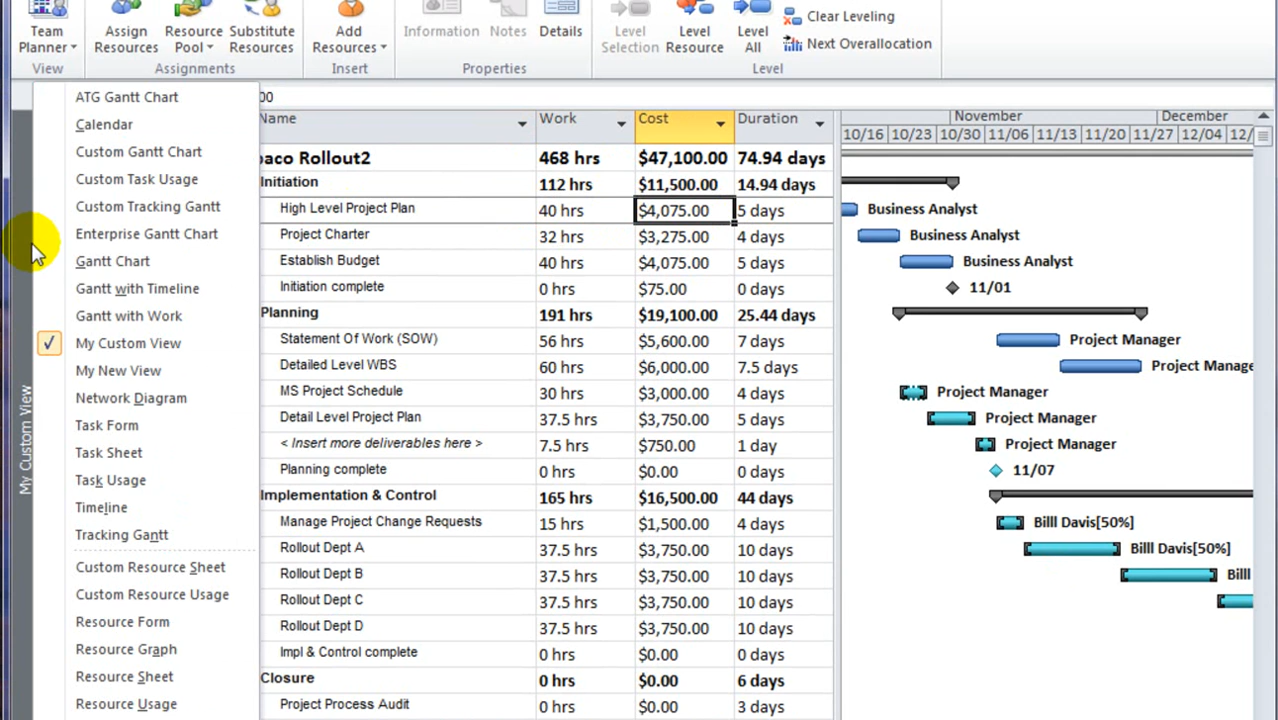 Team Planner Assign Resources Resource Pool Substitute Resources Add Resources Information Notes Details Level Selection Level Resource Level All Clear Leveling
Next Overallocation
View Assignments Insert Properties Level
00
ATG Gantt Chart
Calendar
Custom Gantt Chart
Custom Task Usage
Custom Tracking Gantt
Enterprise Gantt Chart
Gantt Chart
Gantt with Timeline
Gantt with Work
My Custom View
My New View
Network Diagram
Task Form
Task Sheet
Task Usage
Timeline
Tracking Gantt
Custom Resource Sheet
Custom Resource Usage
Resource Form
Resource Graph
Resource Sheet
Resource Usage
My Custom View
Name Work Cost Duration
paco Rollout2 468 hrs $47,100.00 74.94 days
Initiation 112 hrs $11,500.00 14.94 days
High Level Project Plan 40 hrs $4,075.00 5 days
Project Charter 32 hrs $3,275.00 4 days
Establish Budget 40 hrs $4,075.00 5 days
Initiation complete 0 hrs $75.00 0 days
Planning 191 hrs $19,100.00 25.44 days
Statement Of Work (SOW) 56 hrs $5,600.00 7 days
Detailed Level WBS 60 hrs $6,000.00 7.5 days
MS Project Schedule 30 hrs $3,000.00 4 days
Detail Level Project Plan 37.5 hrs $3,750.00 5 days
< Insert more deliverables here > 7.5 hrs $750.00 1 day
Planning complete 0 hrs $0.00 0 days
Implementation & Control 165 hrs $16,500.00 44 days
Manage Project Change Requests 15 hrs $1,500.00 4 days
Rollout Dept A 37.5 hrs $3,750.00 10 days
Rollout Dept B 37.5 hrs $3,750.00 10 days
Rollout Dept C 37.5 hrs $3,750.00 10 days
Rollout Dept D 37.5 hrs $3,750.00 10 days
Impl & Control complete 0 hrs $0.00 0 days
Closure 0 hrs $0.00 6 days
Project Process Audit 0 hrs $0.00 3 days
November December
10/16 10/23 10/30 11/06 11/13 11/20 11/27 12/04 12/
Business Analyst
Business Analyst
Business Analyst
11/01
Project Manager
Project Manage
Project Manager
Project Manager
Project Manager
11/07
Billl Davis[50%]
Billl Davis[50%]
Billl